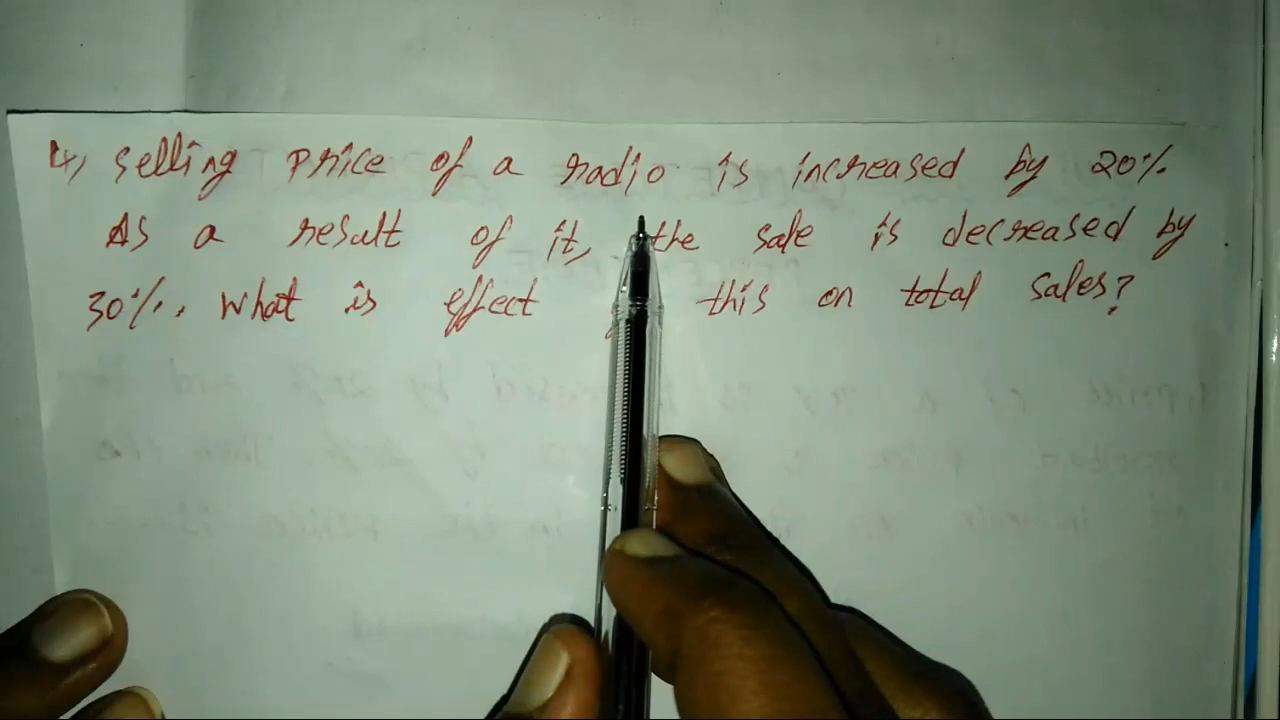 4, Selling price of a radio is increased by 20%.
As a result of it, the sale is decreased by
30%. What is effect this on total sales?